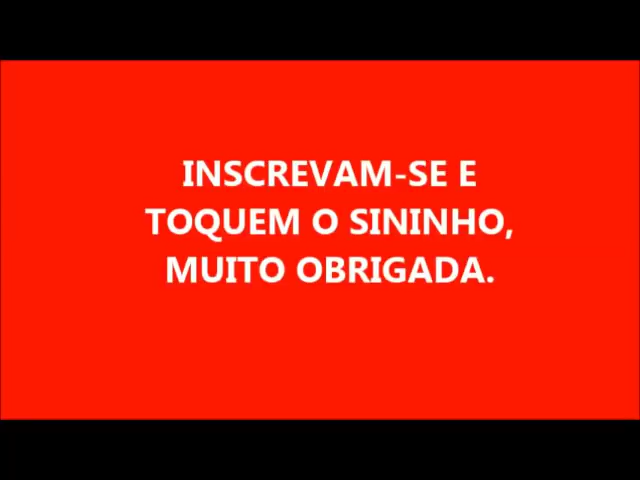 INSCREVAM-SE E
TOQUEM O SININHO,
MUITO OBRIGADA.